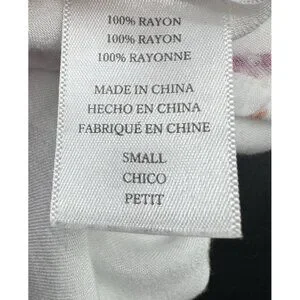 100% RAYON
100% RAYON
100% RAYONNE
MADE IN CHINA
HECHO EN CHINA
FABRIQUÉ EN CHINE
SMALL
CHICO
PETIT